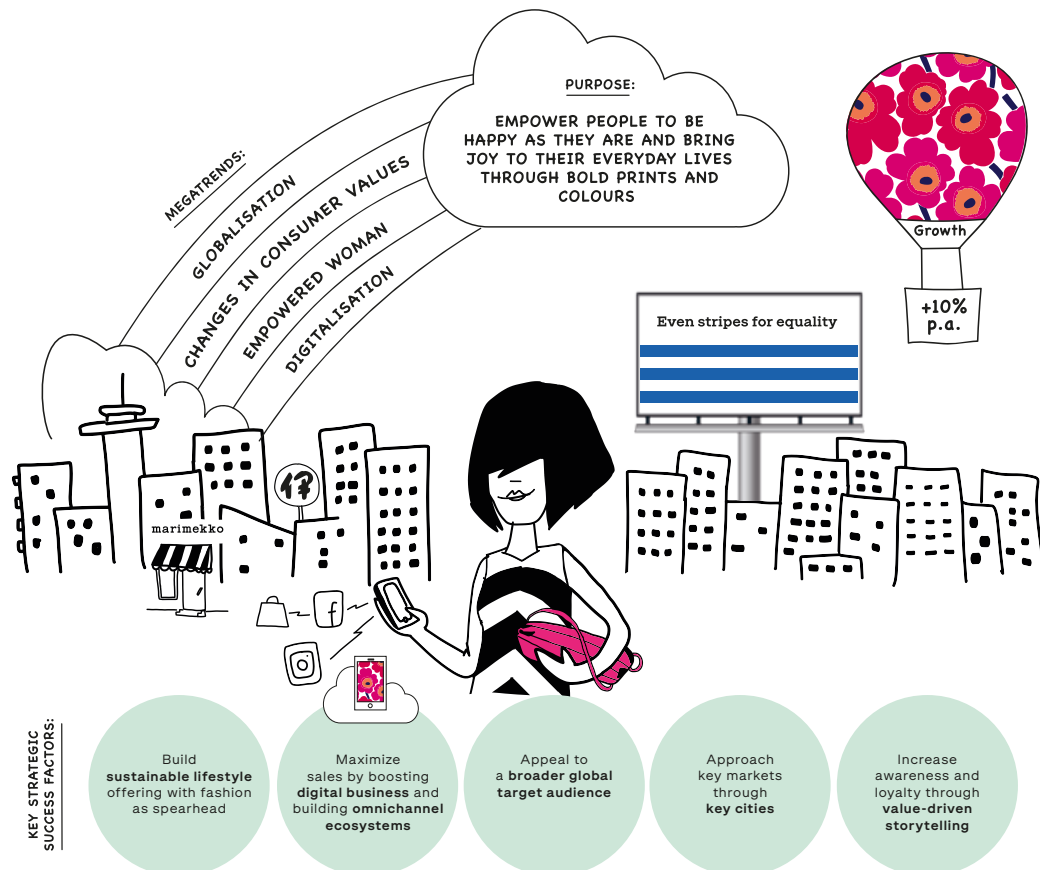 PURPOSE:
EMPOWER PEOPLE TO BE
HAPPY AS THEY ARE AND BRING
JOY TO THEIR EVERYDAY LIVES
THROUGH BOLD PRINTS AND
COLOURS
MEGATRENDS:
GLOBALISATION
CHANGES IN CONSUMER VALUES
EMPOWERED WOMAN
DIGITALISATION
Growth
+10%
p.a.
Even stripes for equality
伊
marimekko
f
KEY STRATEGIC
SUCCESS FACTORS:
Build
sustainable lifestyle
offering with fashion
as spearhead
Maximize
sales by boosting
digital business and
building omnichannel
ecosystems
Appeal to
a broader global
target audience
Approach
key markets
through
key cities
Increase
awareness and
loyalty through
value-driven
storytelling